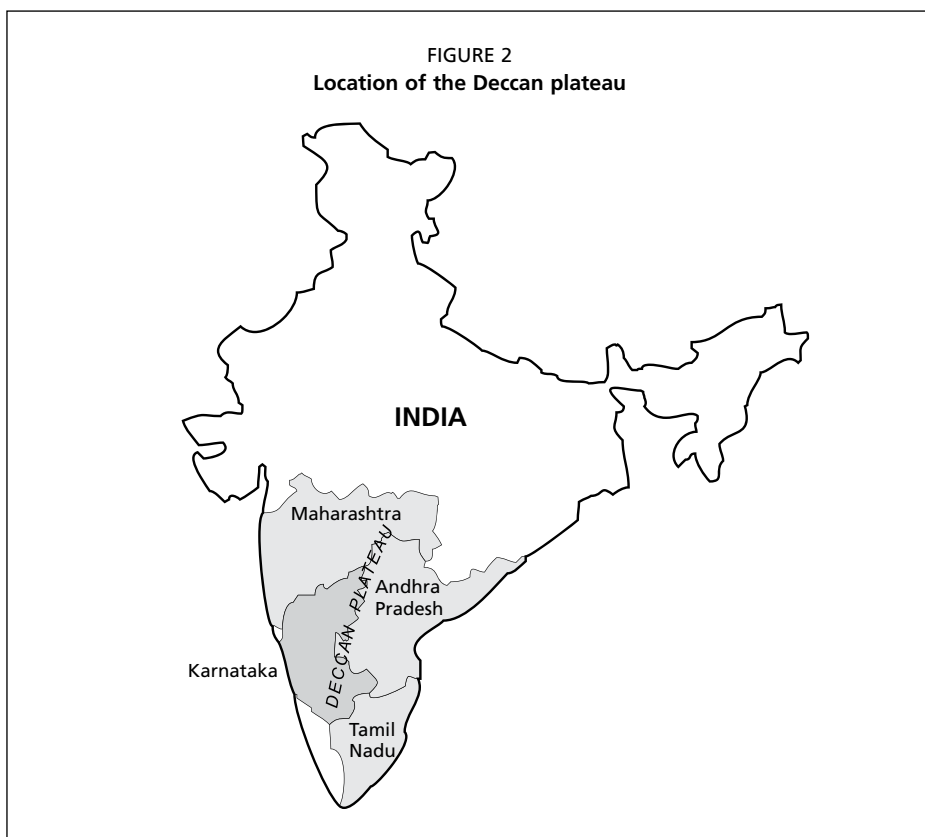 FIGURE 2
Location of the Deccan plateau
INDIA
Maharashtra
DECCAN PLATEAU
Andhra
Pradesh
Karnataka
Tamil
Nadu